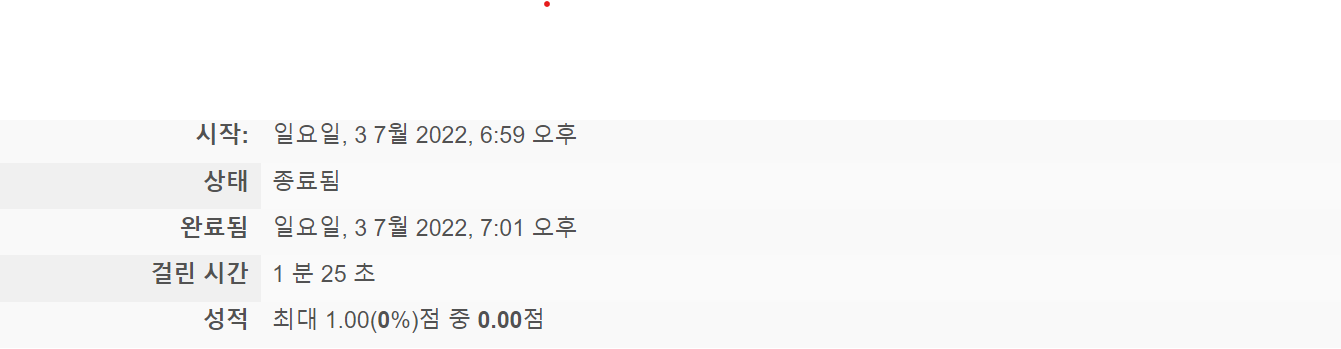 시작: 일요일, 3 7월 2022, 6:59 오후
상태 종료됨
완료됨 일요일, 3 7월 2022, 7:01 오후
걸린 시간 1 분 25 초
성적 최대 1.00(0%)점 중 0.00점